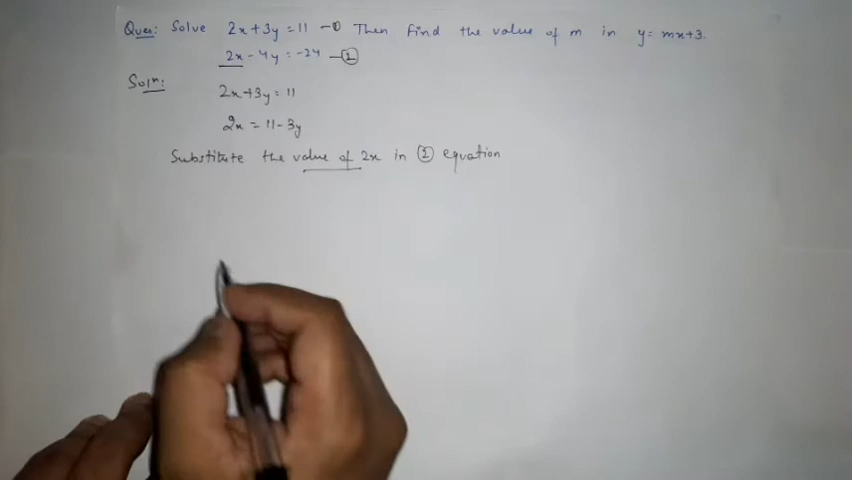 Ques: Solve 2x+3y=11 —① Then find the value of m in y=mx+3.
2x-4y=-24 —②
Solⁿ:
2x+3y=11
2x=11-3y
Substitute the value of 2x in ② equation